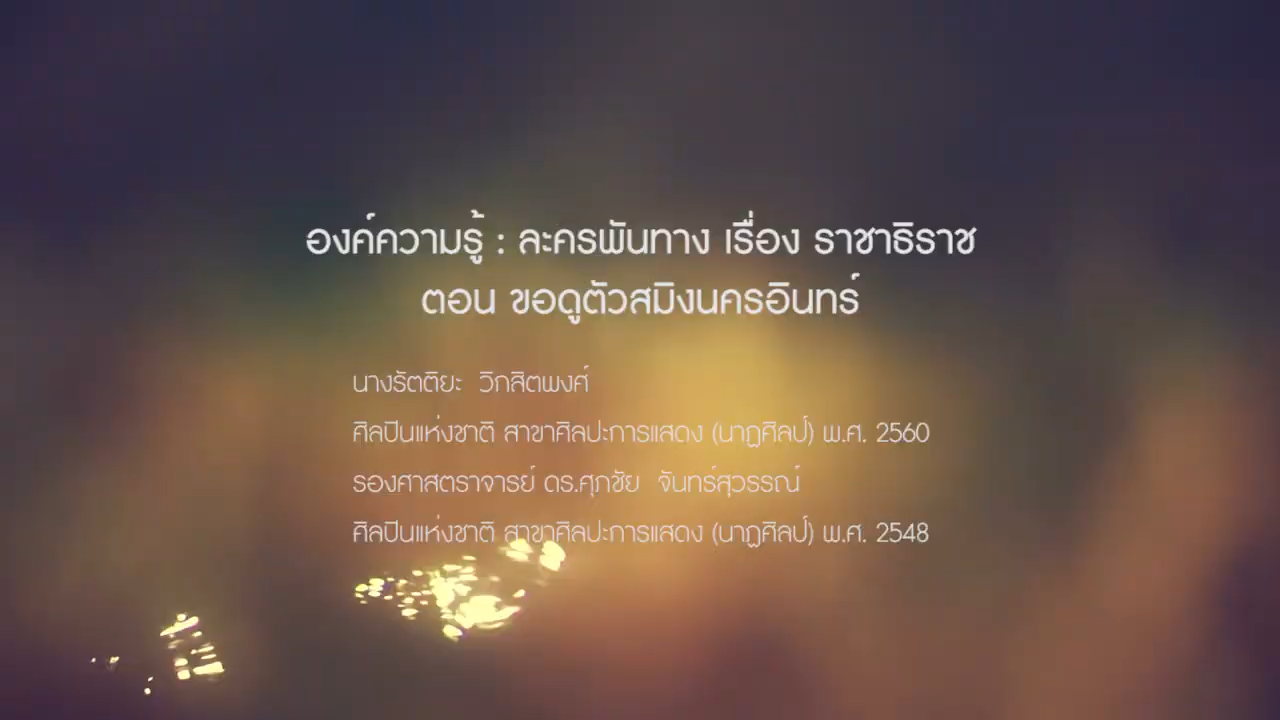 องค์ความรู้ : ละครพันทาง เรื่อง ราชาธิราช
ตอน ขอดูตัวสมิงนครอินทร์
นางรัตติยะ วิกสิตพงศ์
ศิลปินแห่งชาติ สาขาศิลปะการแสดง (นาฏศิลป์) พ.ศ. 2560
รองศาสตราจารย์ ดร.ศุภชัย จันทร์สุวรรณ์
ศิลปินแห่งชาติ สาขาศิลปะการแสดง (นาฏศิลป์) พ.ศ. 2548